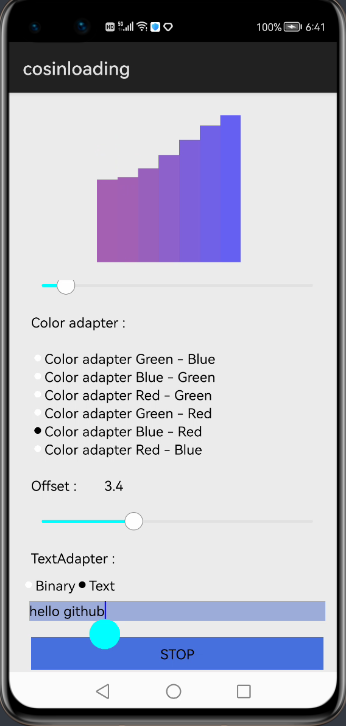 HD 5G 100% 6:41
cosinloading
Color adapter :
Color adapter Green - Blue
Color adapter Blue - Green
Color adapter Red - Green
Color adapter Green - Red
Color adapter Blue - Red
Color adapter Red - Blue
Offset : 3.4
TextAdapter :
Binary Text
hello github
STOP